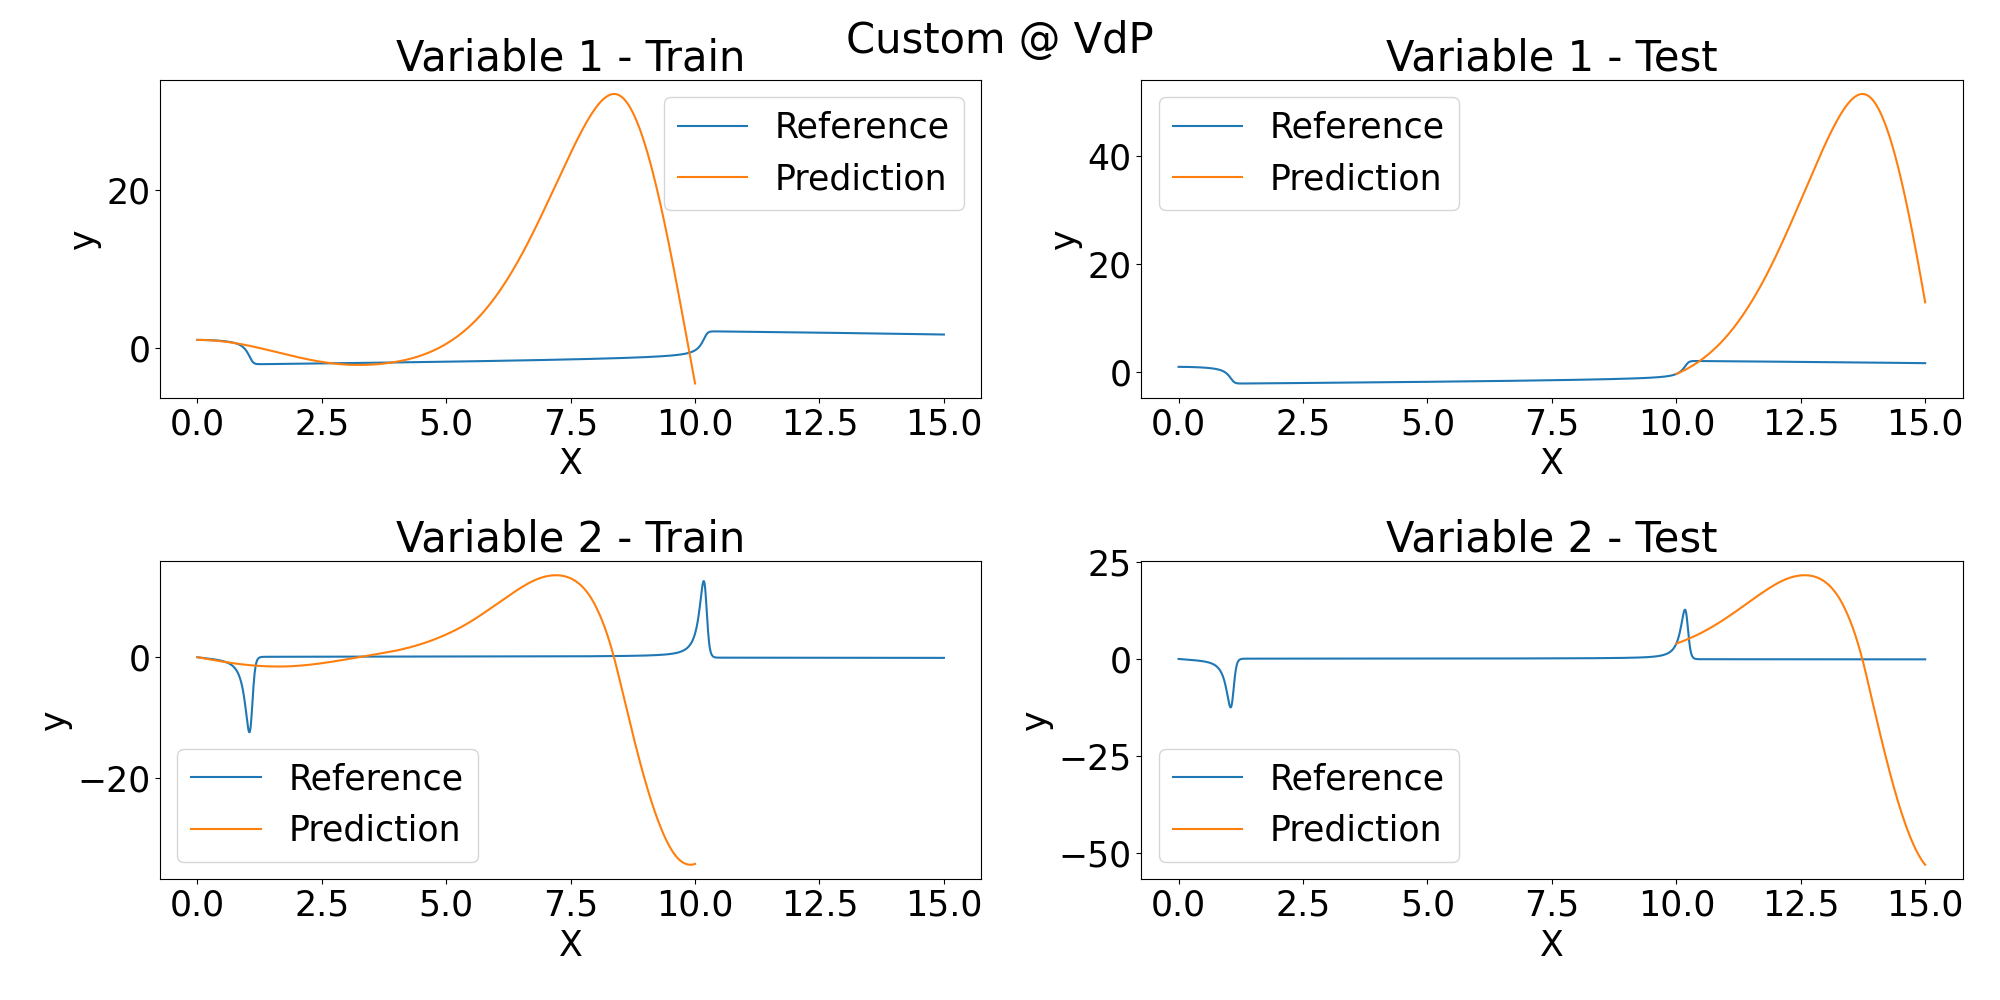 Custom @ VdP
Variable 1 - Train
Reference
Prediction
20
0
y
0.0 2.5 5.0 7.5 10.0 12.5 15.0
X
Variable 1 - Test
Reference
Prediction
40
20
0
y
0.0 2.5 5.0 7.5 10.0 12.5 15.0
X
Variable 2 - Train
0
−20
y
Reference
Prediction
0.0 2.5 5.0 7.5 10.0 12.5 15.0
X
Variable 2 - Test
25
0
−25
−50
y
Reference
Prediction
0.0 2.5 5.0 7.5 10.0 12.5 15.0
X